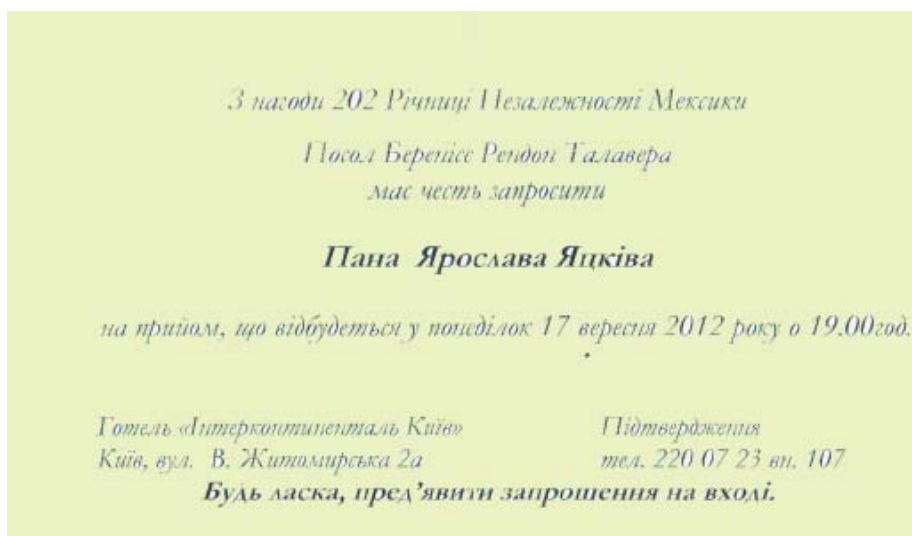 З нагоди 202 Річниці Незалежності Мексики
Посол Беренісе Рендон Талавера
має честь запросити
Пана Ярослава Яцківа
на прийом, що відбудеться у понеділок 17 вересня 2012 року о 19.00год.
Готель «Інтерконтиненталь Київ» Підтвердження
Київ, вул. В. Житомирська 2а тел. 220 07 23 вн. 107
Будь ласка, пред’явити запрошення на вході.